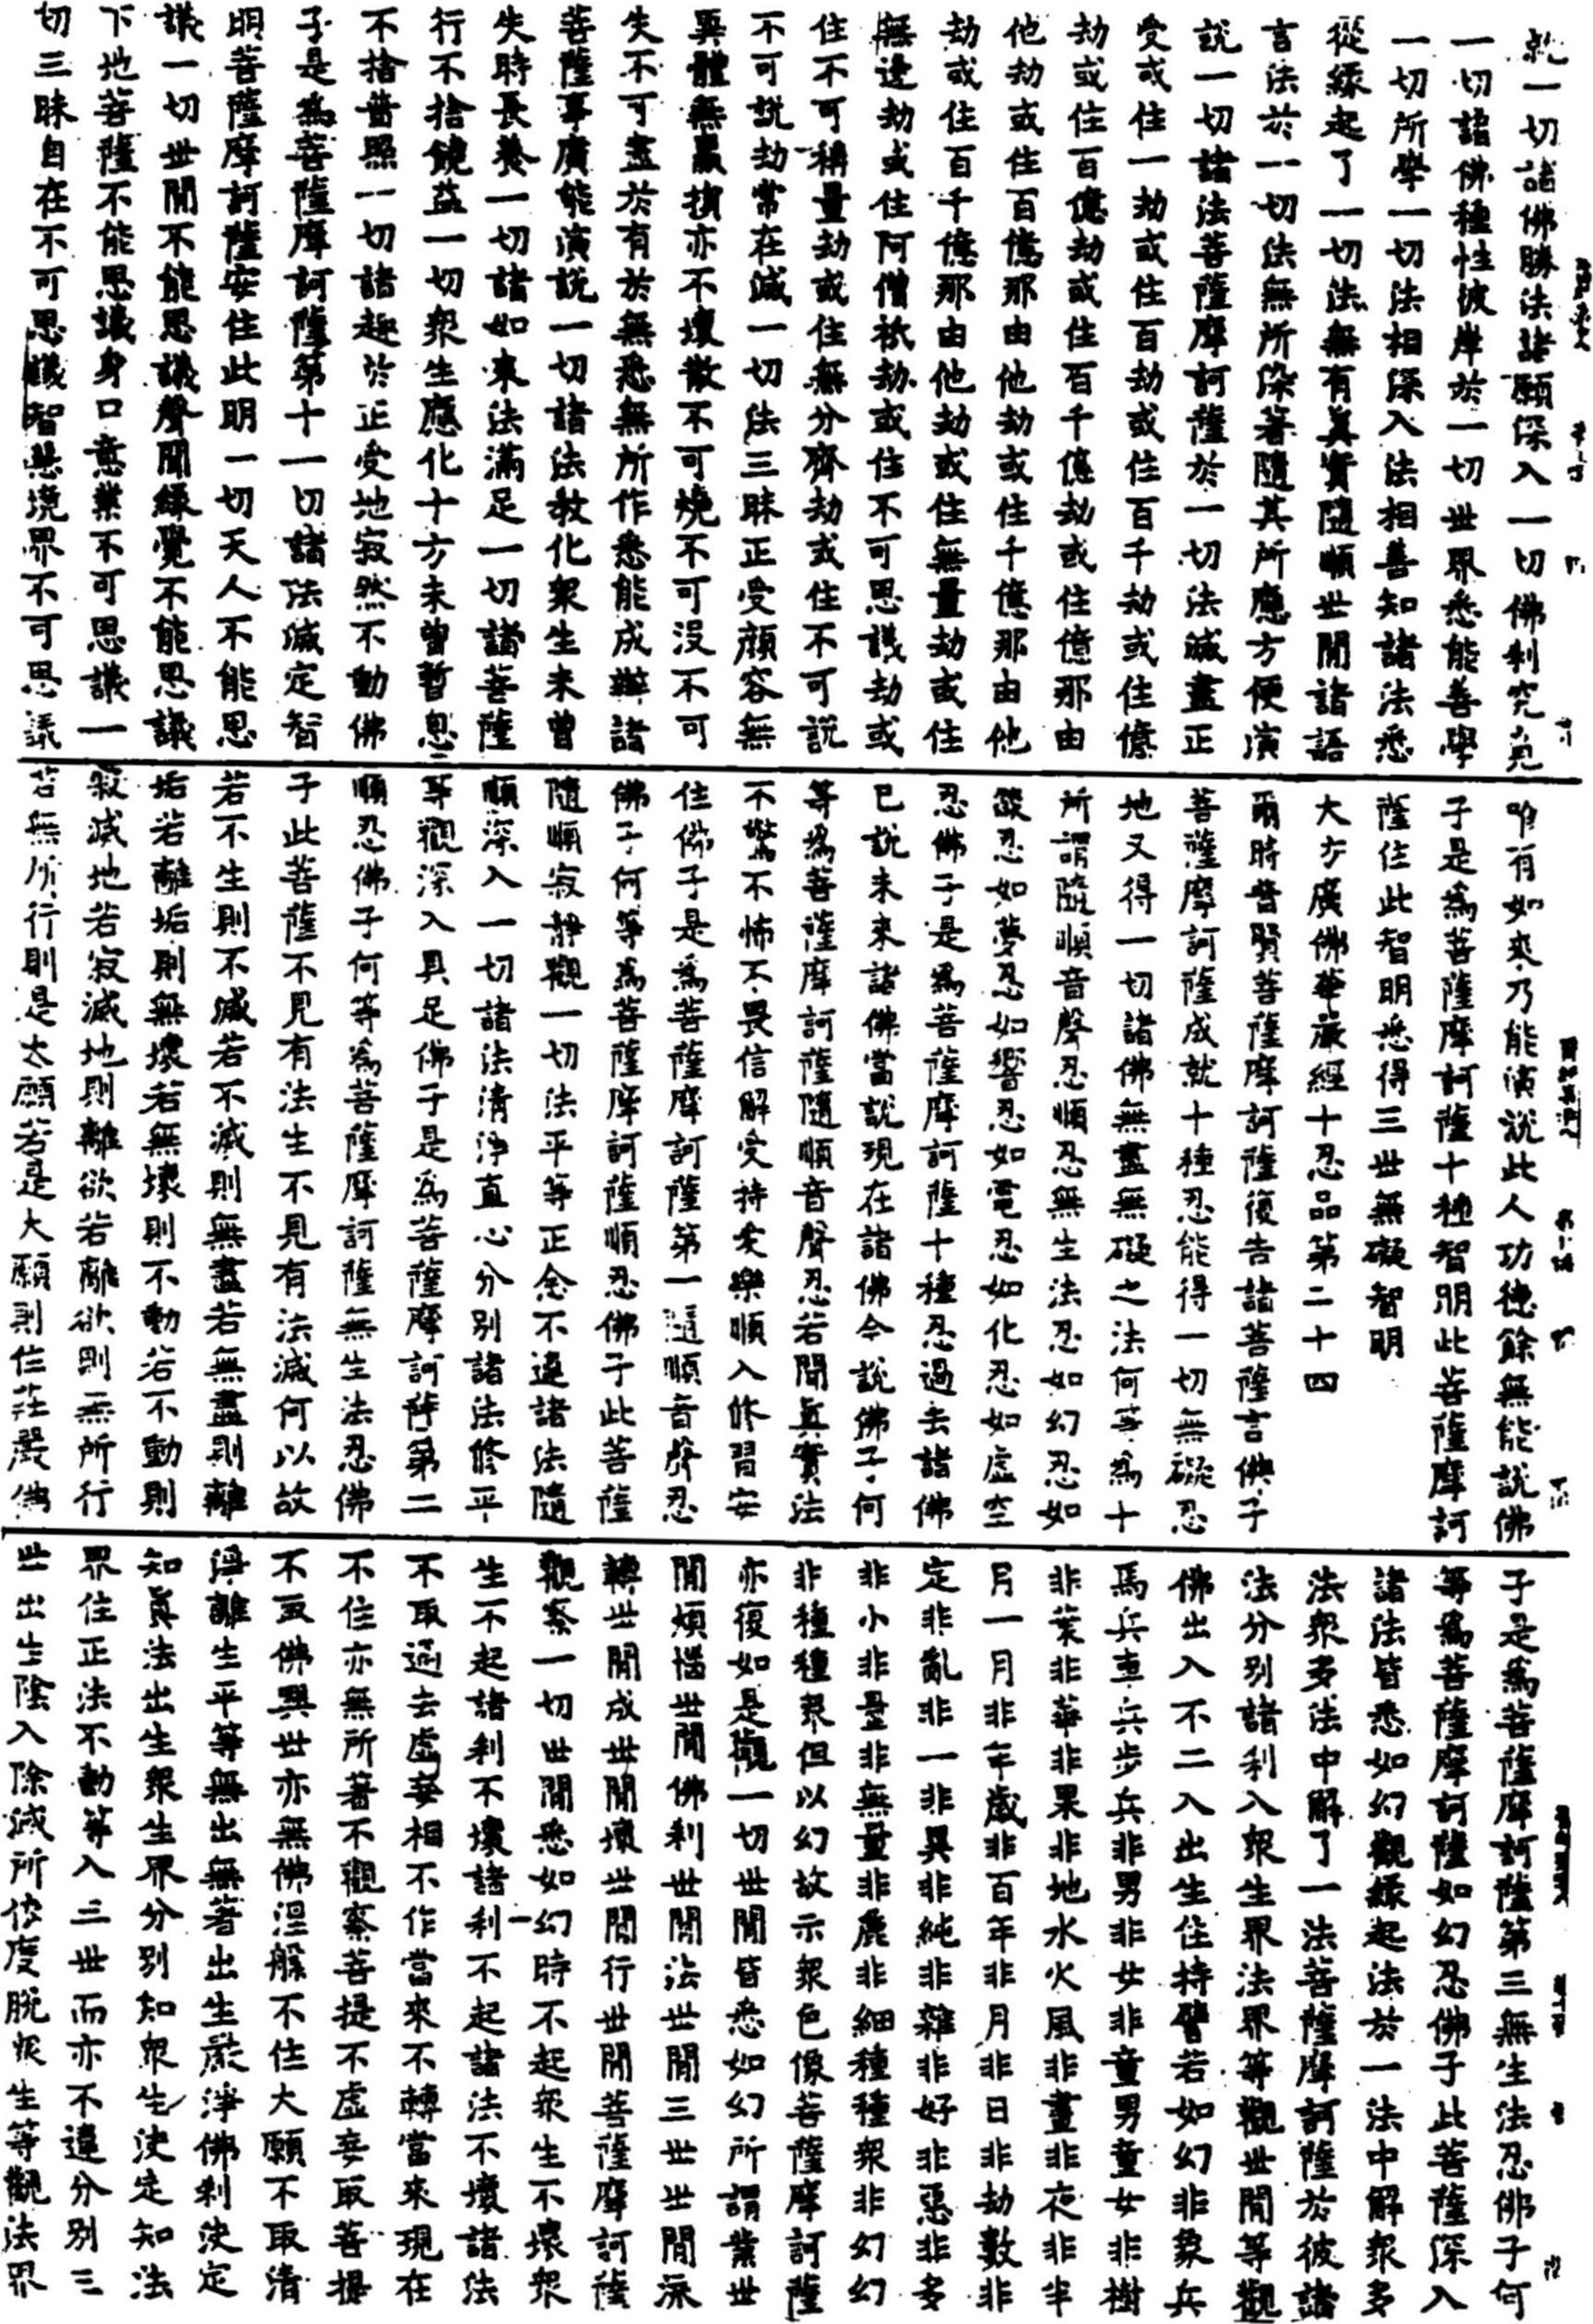 就一切諸佛勝法諸願深入一切佛刹究竟
一切諸佛種性彼岸於一切世界悉能善學
一切所學一切法相深入法相善知諸法悉
從緣起了一切法無有眞實隨順世間諸語
言法於一切法無所染著隨其所應方便演
說一切諸法菩薩摩訶薩於一切法滅盡正
受或住一劫或住百劫或住百千劫或住億
劫或住百億劫或住百千億劫或住億那由
他劫或住百億那由他劫或住千億那由他
劫或住百千億那由他劫或住無量劫或住
無邊劫或住阿僧祇劫或住不可思議劫或
住不可稱量劫或住無分齊劫或住不可說
不可說劫常在滅一切法三昧正受顏容無
異體無羸損亦不壞散不可燒不可沒不可
失不可盡於有於無悉無所作悉能成辦諸
菩薩事廣能演說一切諸法教化衆生未曾
失時長養一切諸如來法滿足一切諸菩薩
行不捨饒益一切衆生應化十方未曾暫息
不捨普照一切諸趣於正受地寂然不動佛
子是爲菩薩摩訶薩第十一切諸法滅定智
明菩薩摩訶薩安住此明一切天人不能思
議一切世間不能思議聲聞緣覺不能思議
下地菩薩不能思議身口意業不可思議一
切三昧自在不可思議智慧境界不可思議
唯有如來乃能演說此人功德餘無能說佛
子是爲菩薩摩訶薩十種智明此菩薩摩訶
薩住此智明悉得三世無礙智明
大方廣佛華嚴經十忍品第二十四
爾時普賢菩薩摩訶薩復告諸菩薩言佛子
菩薩摩訶薩成就十種忍能得一切無礙忍
地又得一切諸佛無盡無礙之法何等爲十
所謂隨順音聲忍順忍無生法忍如幻忍如
燄忍如夢忍如響忍如電忍如化忍如虛空
忍佛子是爲菩薩摩訶薩十種忍過去諸佛
已說未來諸佛當說現在諸佛今說佛子何
等爲菩薩摩訶薩隨順音聲忍若聞眞實法
不驚不怖不畏信解受持愛樂順入修習安
住佛子是爲菩薩摩訶薩第一隨順音聲忍
佛子何等爲菩薩摩訶薩順忍佛子此菩薩
隨順寂靜觀一切法平等正念不違諸法隨
順深入一切諸法清淨直心分別諸法修平
等觀深入具足佛子是爲菩薩摩訶薩第二
順忍佛子何等爲菩薩摩訶薩無生法忍佛
子此菩薩不見有法生不見有法滅何以故
若不生則不滅若不滅則無盡若無盡則離
垢若離垢則無壞若無壞則不動若不動則
寂滅地若寂滅地則離欲若離欲則無所行
若無所行則是大願若是大願則住莊嚴佛
子是爲菩薩摩訶薩第三無生法忍佛子何
等爲菩薩摩訶薩如幻忍佛子此菩薩深入
諸法皆悉如幻觀緣起法於一法中解衆多
法衆多法中解了一法菩薩摩訶薩於彼諸
法分別諸刹入衆生界法界等觀世間等觀
佛出入不二入出生住持譬若如幻非象兵
馬兵車兵步兵非男非女非童男童女非樹
非葉非華非果非地水火風非晝非夜非半
月一月非年歲非百年非月非日非劫數非
定非亂非一非異非純非雜非好非惡非多
非小非量非無量非麁非細種種衆非幻幻
非種種衆但以幻故示衆色像菩薩摩訶薩
亦復如是觀一切世間皆悉如幻所謂業世
間煩惱世間佛刹世間法世間三世世間流
轉世間成世間壞世間行世間菩薩摩訶薩
觀察一切世間悉如幻時不起衆生不壞衆
生不起諸刹不壞諸刹不起諸法不壞諸法
不取過去虛妄相不作當來不轉當來現在
不住亦無所著不觀察菩提不虛妄取菩提
不取佛興世亦無佛涅槃不住大願不取清
淨離生平等無出無著出生嚴淨佛刹決定
知眞法出生衆生界分別知衆生決定知法
界住正法不動等入三世而亦不違分別三
世出生陰入除滅所依度脫衆生等觀法界